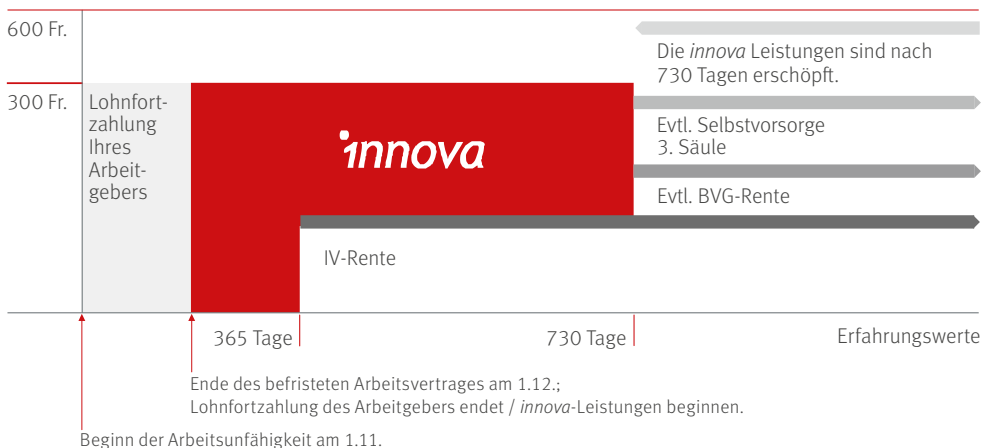 600 Fr.
Die innova Leistungen sind nach
730 Tagen erschöpft.
300 Fr.
Lohnfort-
zahlung
Ihres
Arbeit-
gebers
innova
Evtl. Selbstvorsorge
3. Säule
Evtl. BVG-Rente
IV-Rente
365 Tage
730 Tage
Erfahrungswerte
Ende des befristeten Arbeitsvertrages am 1.12.;
Lohnfortzahlung des Arbeitgebers endet / innova-Leistungen beginnen.
Beginn der Arbeitsunfähigkeit am 1.11.